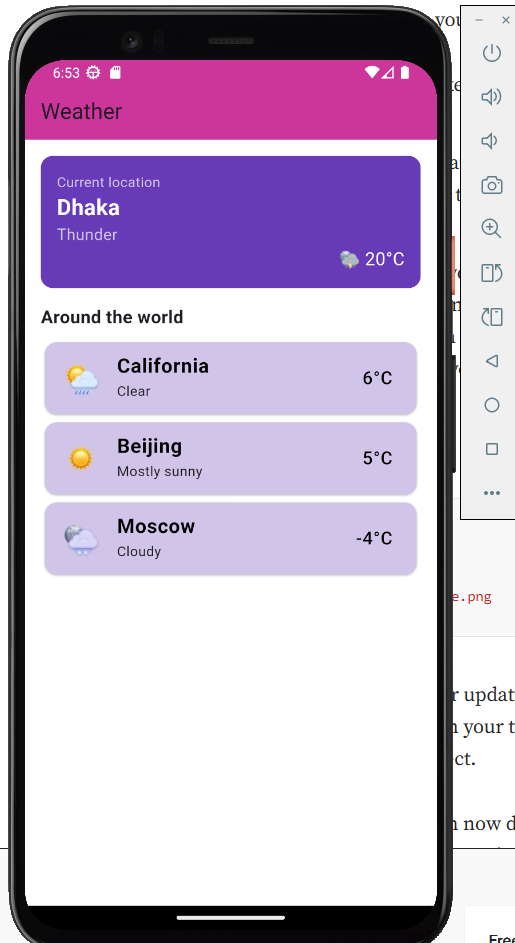 6:53
Weather
Current location
Dhaka
Thunder
20°C
Around the world
California
Clear
6°C
Beijing
Mostly sunny
5°C
Moscow
Cloudy
-4°C
you
e.png
r updat
n your t
ect.
n now d
Free